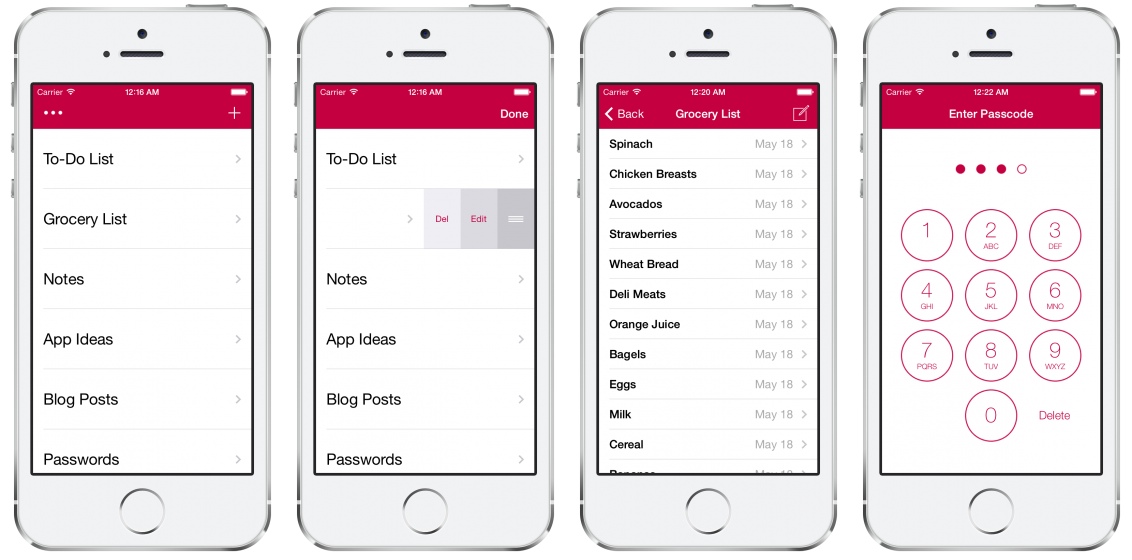 Carrier 12:16 AM
••• +
To-Do List
Grocery List
Notes
App Ideas
Blog Posts
Passwords
Carrier 12:16 AM
Done
To-Do List
Del Edit
Notes
App Ideas
Blog Posts
Passwords
Carrier 12:20 AM
Back Grocery List
Spinach May 18
Chicken Breasts May 18
Avocados May 18
Strawberries May 18
Wheat Bread May 18
Deli Meats May 18
Orange Juice May 18
Bagels May 18
Eggs May 18
Milk May 18
Cereal May 18
Carrier 12:22 AM
Enter Passcode
1 2 3
ABC DEF
4 5 6
GHI JKL MNO
7 8 9
PQRS TUV WXYZ
0 Delete